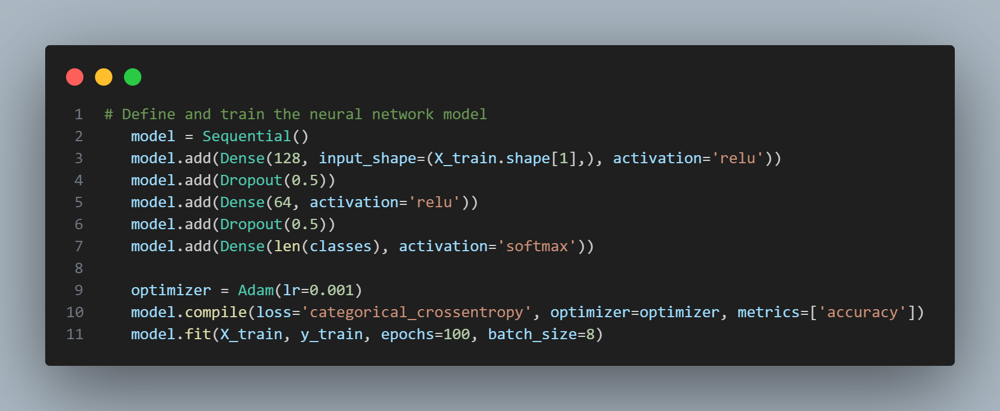 1 # Define and train the neural network model
2 model = Sequential()
3 model.add(Dense(128, input_shape=(X_train.shape[1],), activation='relu'))
4 model.add(Dropout(0.5))
5 model.add(Dense(64, activation='relu'))
6 model.add(Dropout(0.5))
7 model.add(Dense(len(classes), activation='softmax'))
8
9 optimizer = Adam(lr=0.001)
10 model.compile(loss='categorical_crossentropy', optimizer=optimizer, metrics=['accuracy'])
11 model.fit(X_train, y_train, epochs=100, batch_size=8)